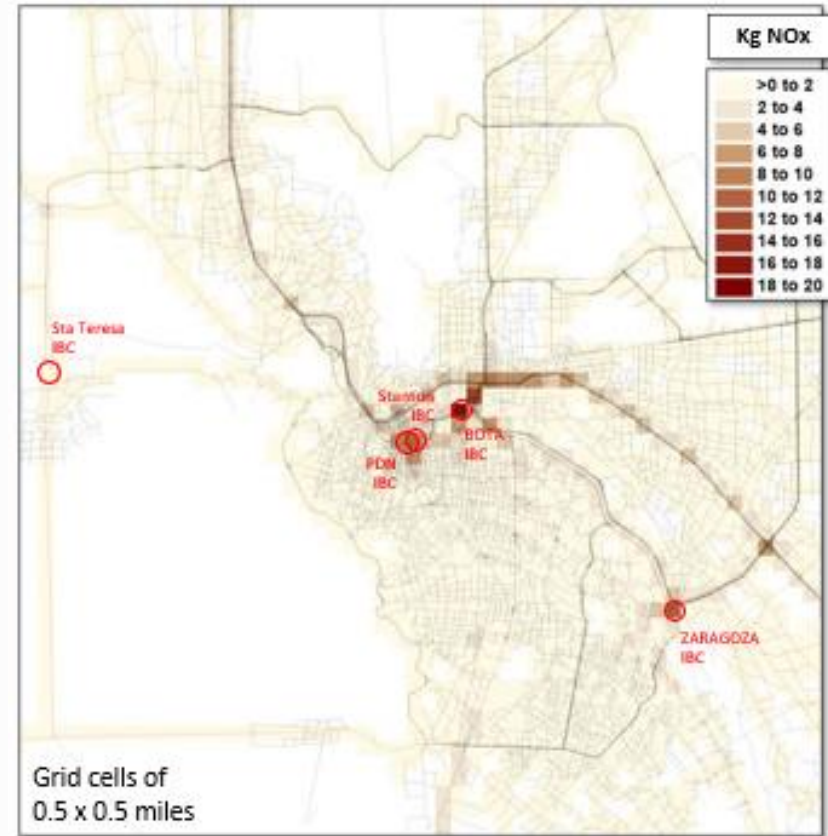 Kg NOx
>0 to 2
2 to 4
4 to 6
6 to 8
8 to 10
10 to 12
12 to 14
14 to 16
16 to 18
18 to 20
Sta Teresa
IBC
Stanton
IBC
BOTA
IBC
PDN
IBC
ZARAGOZA
IBC
Grid cells of
0.5 x 0.5 miles